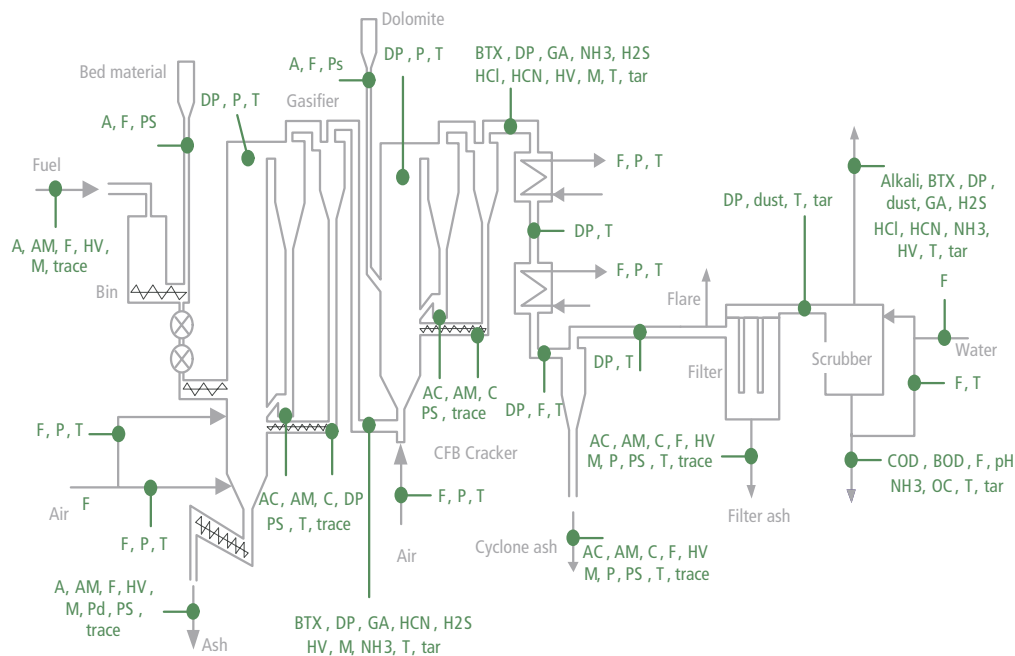 Dolomite
DP , P , T
BTX , DP , GA, NH3, H2S
HCl, HCN, HV, M, T, tar
A, F , Ps
Bed material
DP, P , T
Gasifier
A, F , PS
Fuel
F, P, T
Alkali, BTX , DP ,
dust, GA, H2S
HCl, HCN, NH3,
HV, T, tar
DP , dust, T, tar
A, AM, F , HV,
M, trace
DP , T
Bin
F , P , T
F
Flare
Water
Scrubber
DP , T
Filter
F , T
AC, AM, C
PS , trace
DP , F , T
F , P , T
CFB Cracker
AC, AM, C, F , HV
M, P , PS , T , trace
COD , BOD , F , pH
NH3, OC, T, tar
Air
F
AC, AM, C, DP
PS , T , trace
F , P , T
Filter ash
F , P , T
Air
Cyclone ash
AC, AM, C, F , HV
M, P , PS , T , trace
A, AM, F , HV,
M, Pd , PS ,
trace
BTX , DP , GA, HCN, H2S
HV, M, NH3, T, tar
Ash